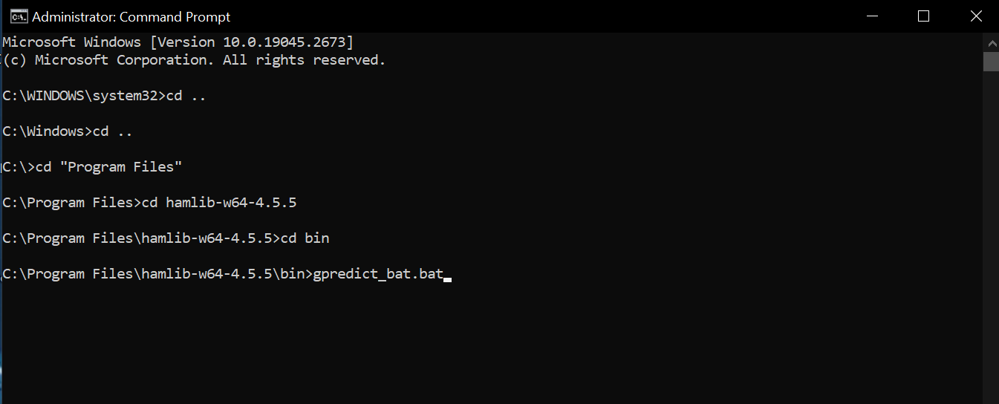 Administrator: Command Prompt
Microsoft Windows [Version 10.0.19045.2673]
(c) Microsoft Corporation. All rights reserved.
C:\WINDOWS\system32>cd ..
C:\Windows>cd ..
C:\>cd "Program Files"
C:\Program Files>cd hamlib-w64-4.5.5
C:\Program Files\hamlib-w64-4.5.5>cd bin
C:\Program Files\hamlib-w64-4.5.5\bin>gpredict_bat.bat